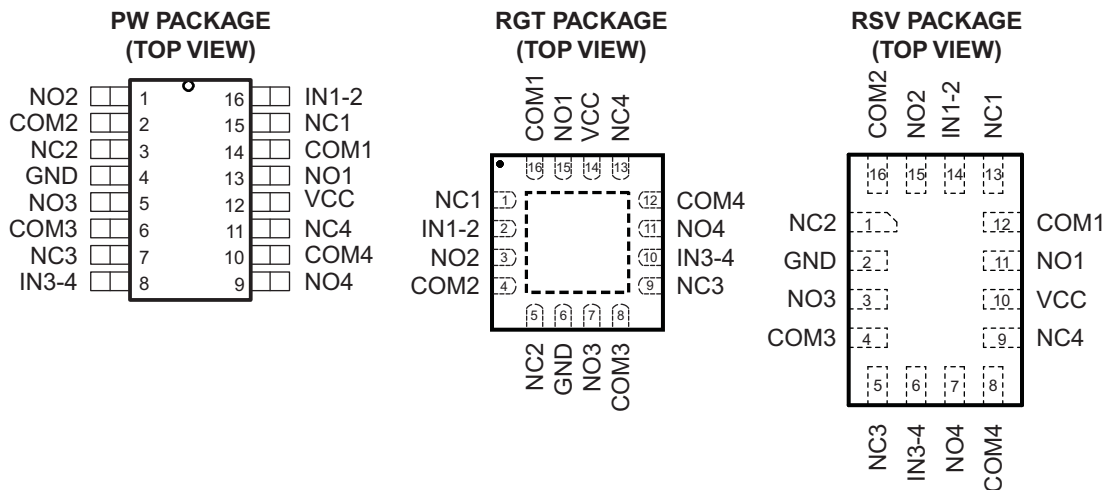 PW PACKAGE
(TOP VIEW)
NO2 1 16 IN1-2
COM2 2 15 NC1
NC2 3 14 COM1
GND 4 13 NO1
NO3 5 12 VCC
COM3 6 11 NC4
NC3 7 10 COM4
IN3-4 8 9 NO4
RGT PACKAGE
(TOP VIEW)
COM1 NO1 VCC NC4
16 15 14 13
NC1 1 12 COM4
IN1-2 2 11 NO4
NO2 3 10 IN3-4
COM2 4 9 NC3
5 6 7 8
NC2 GND NO3 COM3
RSV PACKAGE
(TOP VIEW)
COM2 NO2 IN1-2 NC1
16 15 14 13
NC2 1 12 COM1
GND 2 11 NO1
NO3 3 10 VCC
COM3 4 9 NC4
5 6 7 8
NC3 IN3-4 NO4 COM4